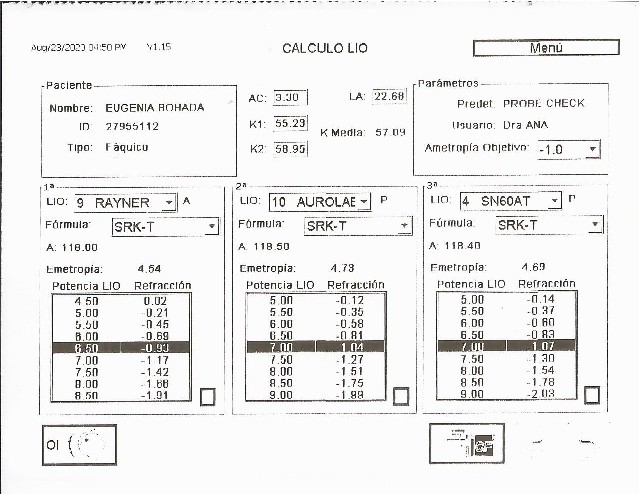 Aug/23/2023 04:50 PM V1.15 CALCULO LIO Menú
Paciente
Nombre: EUGENIA BOHADA
ID 27955112
Tipo: Fáquico
AC: 3.30 LA: 22.68
K1: 55.23 K Media: 57.09
K2: 58.95
Parámetros
Predet PROBE CHECK
Usuario: Dra ANA
Ametropía Objetivo: -1.0
1ª
LIO: 9 RAYNER A
Fórmula: SRK-T
A: 118.00
Emetropía: 4.54
Potencia LIO Refracción
4.50 0.02
5.00 -0.21
5.50 -0.45
6.00 -0.69
6.50 -0.93
7.00 -1.17
7.50 -1.42
8.00 -1.66
8.50 -1.91
2ª
LIO: 10 AUROLAB P
Fórmula: SRK-T
A: 118.50
Emetropía: 4.73
Potencia LIO Refracción
5.00 -0.12
5.50 -0.35
6.00 -0.58
6.50 -0.81
7.00 -1.04
7.50 -1.27
8.00 -1.51
8.50 -1.75
9.00 -1.99
3ª
LIO: 4 SN60AT P
Fórmula: SRK-T
A: 118.40
Emetropía: 4.69
Potencia LIO Refracción
5.00 -0.14
5.50 -0.37
6.00 -0.60
6.50 -0.83
7.00 -1.07
7.50 -1.30
8.00 -1.54
8.50 -1.78
9.00 -2.03
OI